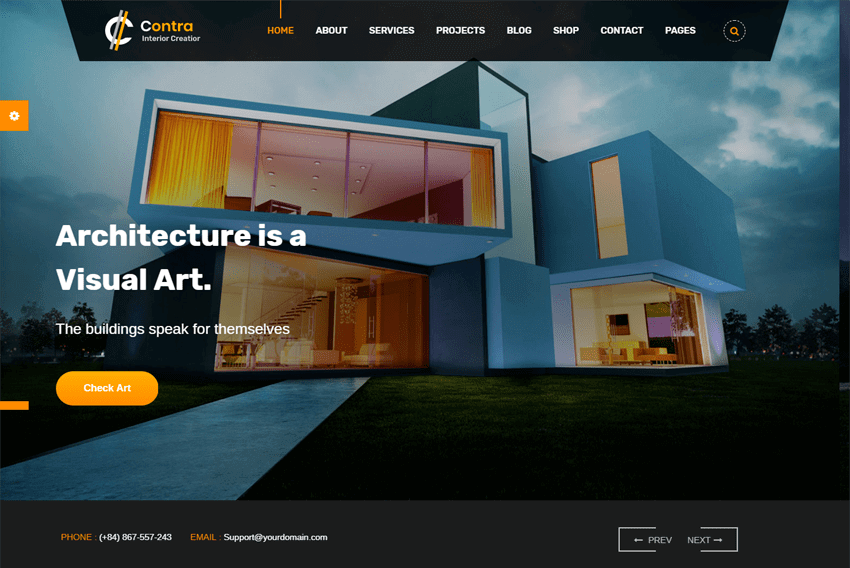 Contra
Interior Creatior
HOME ABOUT SERVICES PROJECTS BLOG SHOP CONTACT PAGES
Architecture is a
Visual Art.
The buildings speak for themselves
Check Art
PHONE : (+84) 867-557-243 EMAIL : Support@yourdomain.com
PREV NEXT